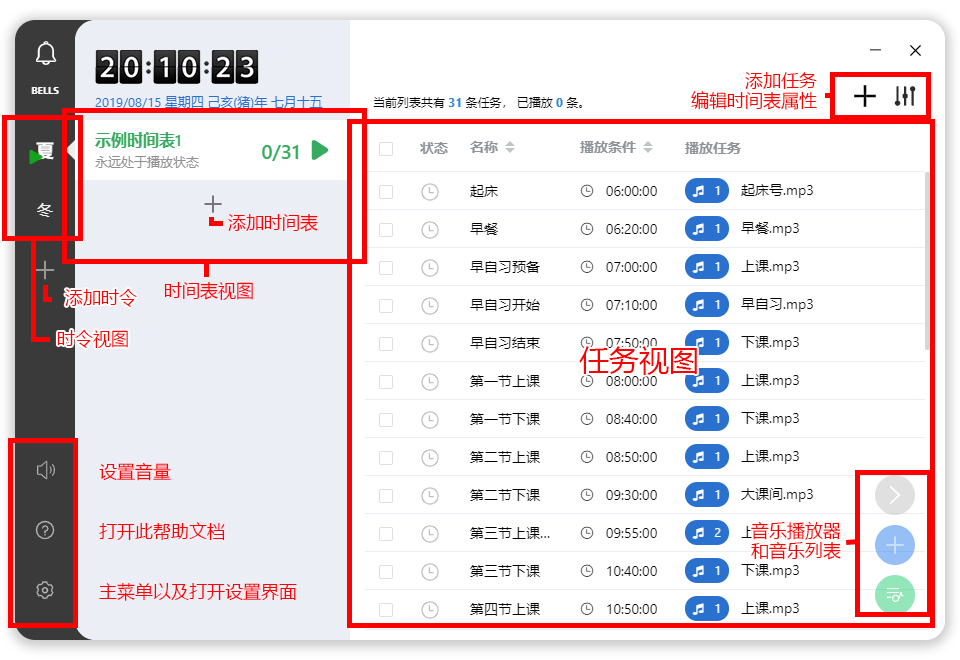 BELLS
夏
冬
添加时令
时令视图
20:10:23
2019/08/15 星期四 己亥(猪)年 七月十五
示例时间表1
永远处于播放状态
0/31
添加时间表
时间表视图
设置音量
打开此帮助文档
主菜单以及打开设置界面
当前列表共有 31 条任务， 已播放 0 条。
添加任务
编辑时间表属性
状态 名称 播放条件 播放任务
起床 06:00:00 1 起床号.mp3
早餐 06:20:00 1 早餐.mp3
早自习预备 07:00:00 1 上课.mp3
早自习开始 07:10:00 1 早自习.mp3
早自习结束 07:50:00 1 下课.mp3
任务视图
第一节上课 08:00:00 1 上课.mp3
第一节下课 08:40:00 1 下课.mp3
第二节上课 08:50:00 1 上课.mp3
第二节下课 09:30:00 1 大课间.mp3
第三节上课... 09:55:00 2 上
音乐播放器
和音乐列表
第三节下课 10:40:00 1 下课.mp3
第四节上课 10:50:00 1 上课.mp3